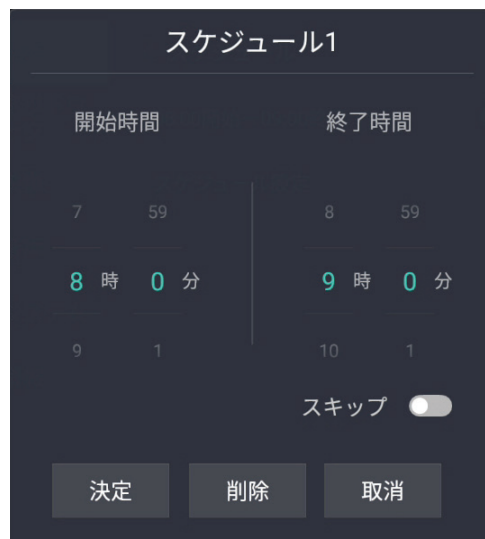 スケジュール1
開始時間 終了時間
7 59 8 59
8 時 0 分 9 時 0 分
9 1 10 1
スキップ
決定 削除 取消